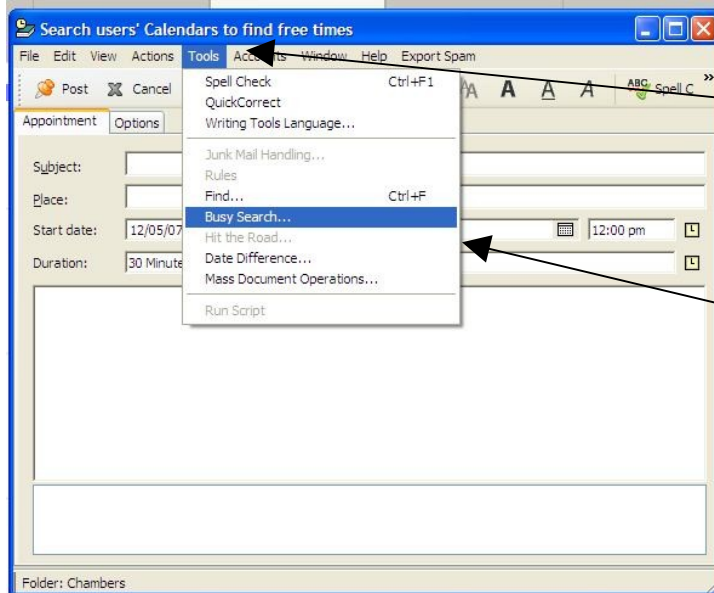 Search users' Calendars to find free times
File Edit View Actions Tools Accounts Window Help Export Spam
Post Cancel Spell C
Appointment Options
Spell Check Ctrl+F1
QuickCorrect
Writing Tools Language...
Junk Mail Handling...
Rules
Find... Ctrl+F
Busy Search...
Hit the Road...
Date Difference...
Mass Document Operations...
Run Script
Subject:
Place:
Start date: 12/05/07 12:00 pm
Duration: 30 Minute
Folder: Chambers